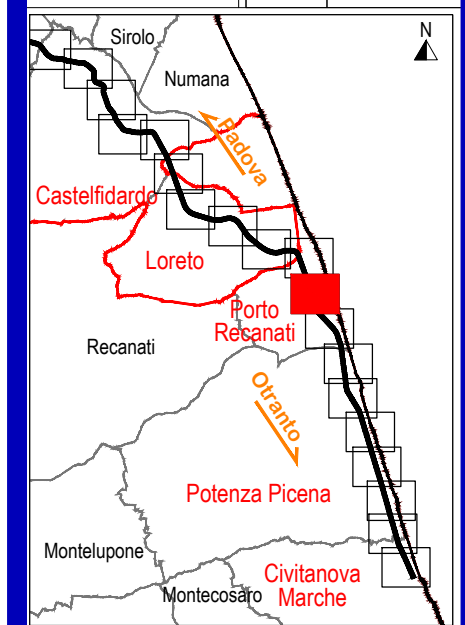 Sirolo
N
Numana
Padova
Castelfidardo
Loreto
Porto
Recanati
Recanati
Otranto
Potenza Picena
Montelupone
Montecosaro
Civitanova
Marche